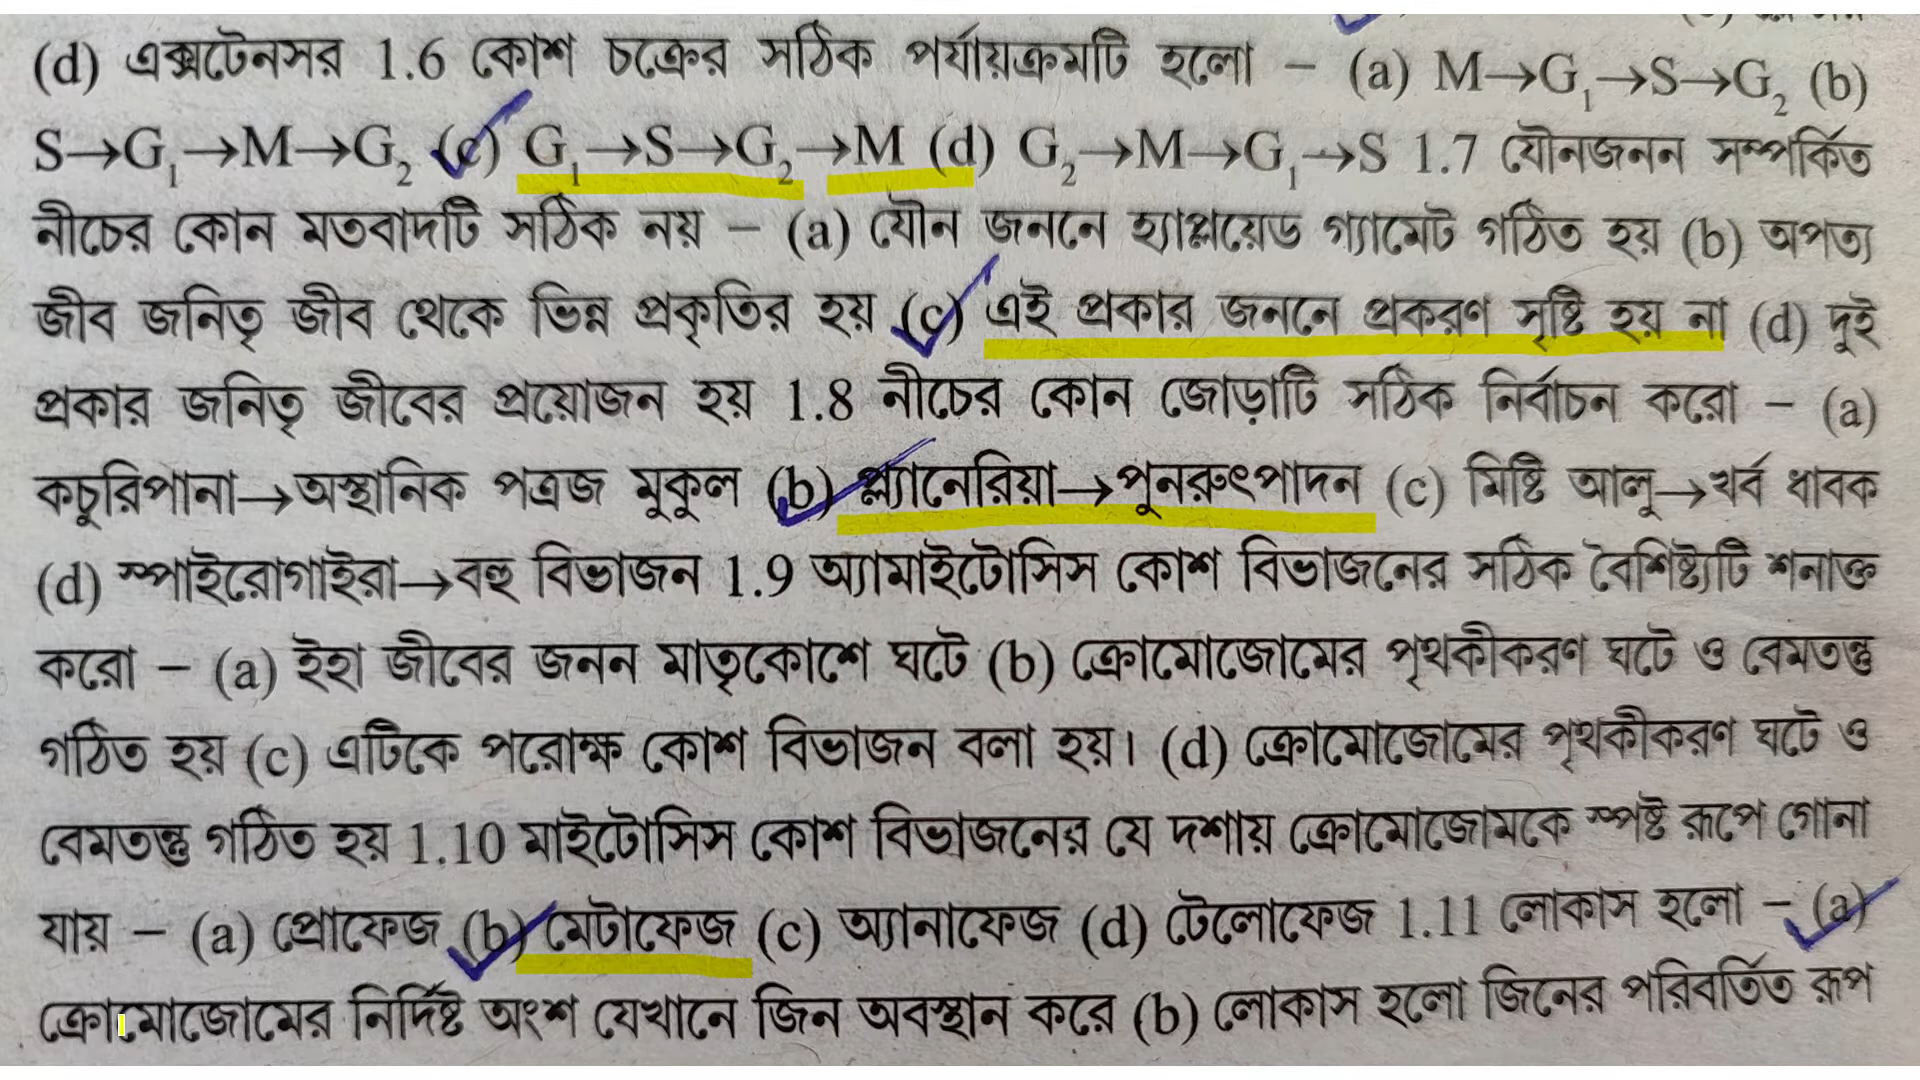 (d) এক্সটেনসর 1.6 কোশ চক্রের সঠিক পর্যায়ক্রমটি হলো – (a) M→G₁→S→G₂ (b)
S→G₁→M→G₂ (c) G₁→S→G₂→M (d) G₂→M→G₁→S 1.7 যৌনজনন সম্পর্কিত
নীচের কোন মতবাদটি সঠিক নয় – (a) যৌন জননে হ্যাপ্লয়েড গ্যামেট গঠিত হয় (b) অপত্য
জীব জনিতৃ জীব থেকে ভিন্ন প্রকৃতির হয় (c) এই প্রকার জননে প্রকরণ সৃষ্টি হয় না (d) দুই
প্রকার জনিতৃ জীবের প্রয়োজন হয় 1.8 নীচের কোন জোড়াটি সঠিক নির্বাচন করো – (a)
কচুরিপানা→অস্থানিক পত্রজ মুকুল (b) প্ল্যানেরিয়া→পুনরুৎপাদন (c) মিষ্টি আলু→খর্ব ধাবক
(d) স্পাইরোগাইরা→বহু বিভাজন 1.9 অ্যামাইটোসিস কোশ বিভাজনের সঠিক বৈশিষ্ট্যটি শনাক্ত
করো – (a) ইহা জীবের জনন মাতৃকোশে ঘটে (b) ক্রোমোজোমের পৃথকীকরণ ঘটে ও বেমতন্তু
গঠিত হয় (c) এটিকে পরোক্ষ কোশ বিভাজন বলা হয়। (d) ক্রোমোজোমের পৃথকীকরণ ঘটে ও
বেমতন্তু গঠিত হয় 1.10 মাইটোসিস কোশ বিভাজনের যে দশায় ক্রোমোজোমকে স্পষ্ট রূপে গোনা
যায় – (a) প্রোফেজ (b) মেটাফেজ (c) অ্যানাফেজ (d) টেলোফেজ 1.11 লোকাস হলো – (a)
ক্রোমোজোমের নির্দিষ্ট অংশ যেখানে জিন অবস্থান করে (b) লোকাস হলো জিনের পরিবর্তিত রূপ